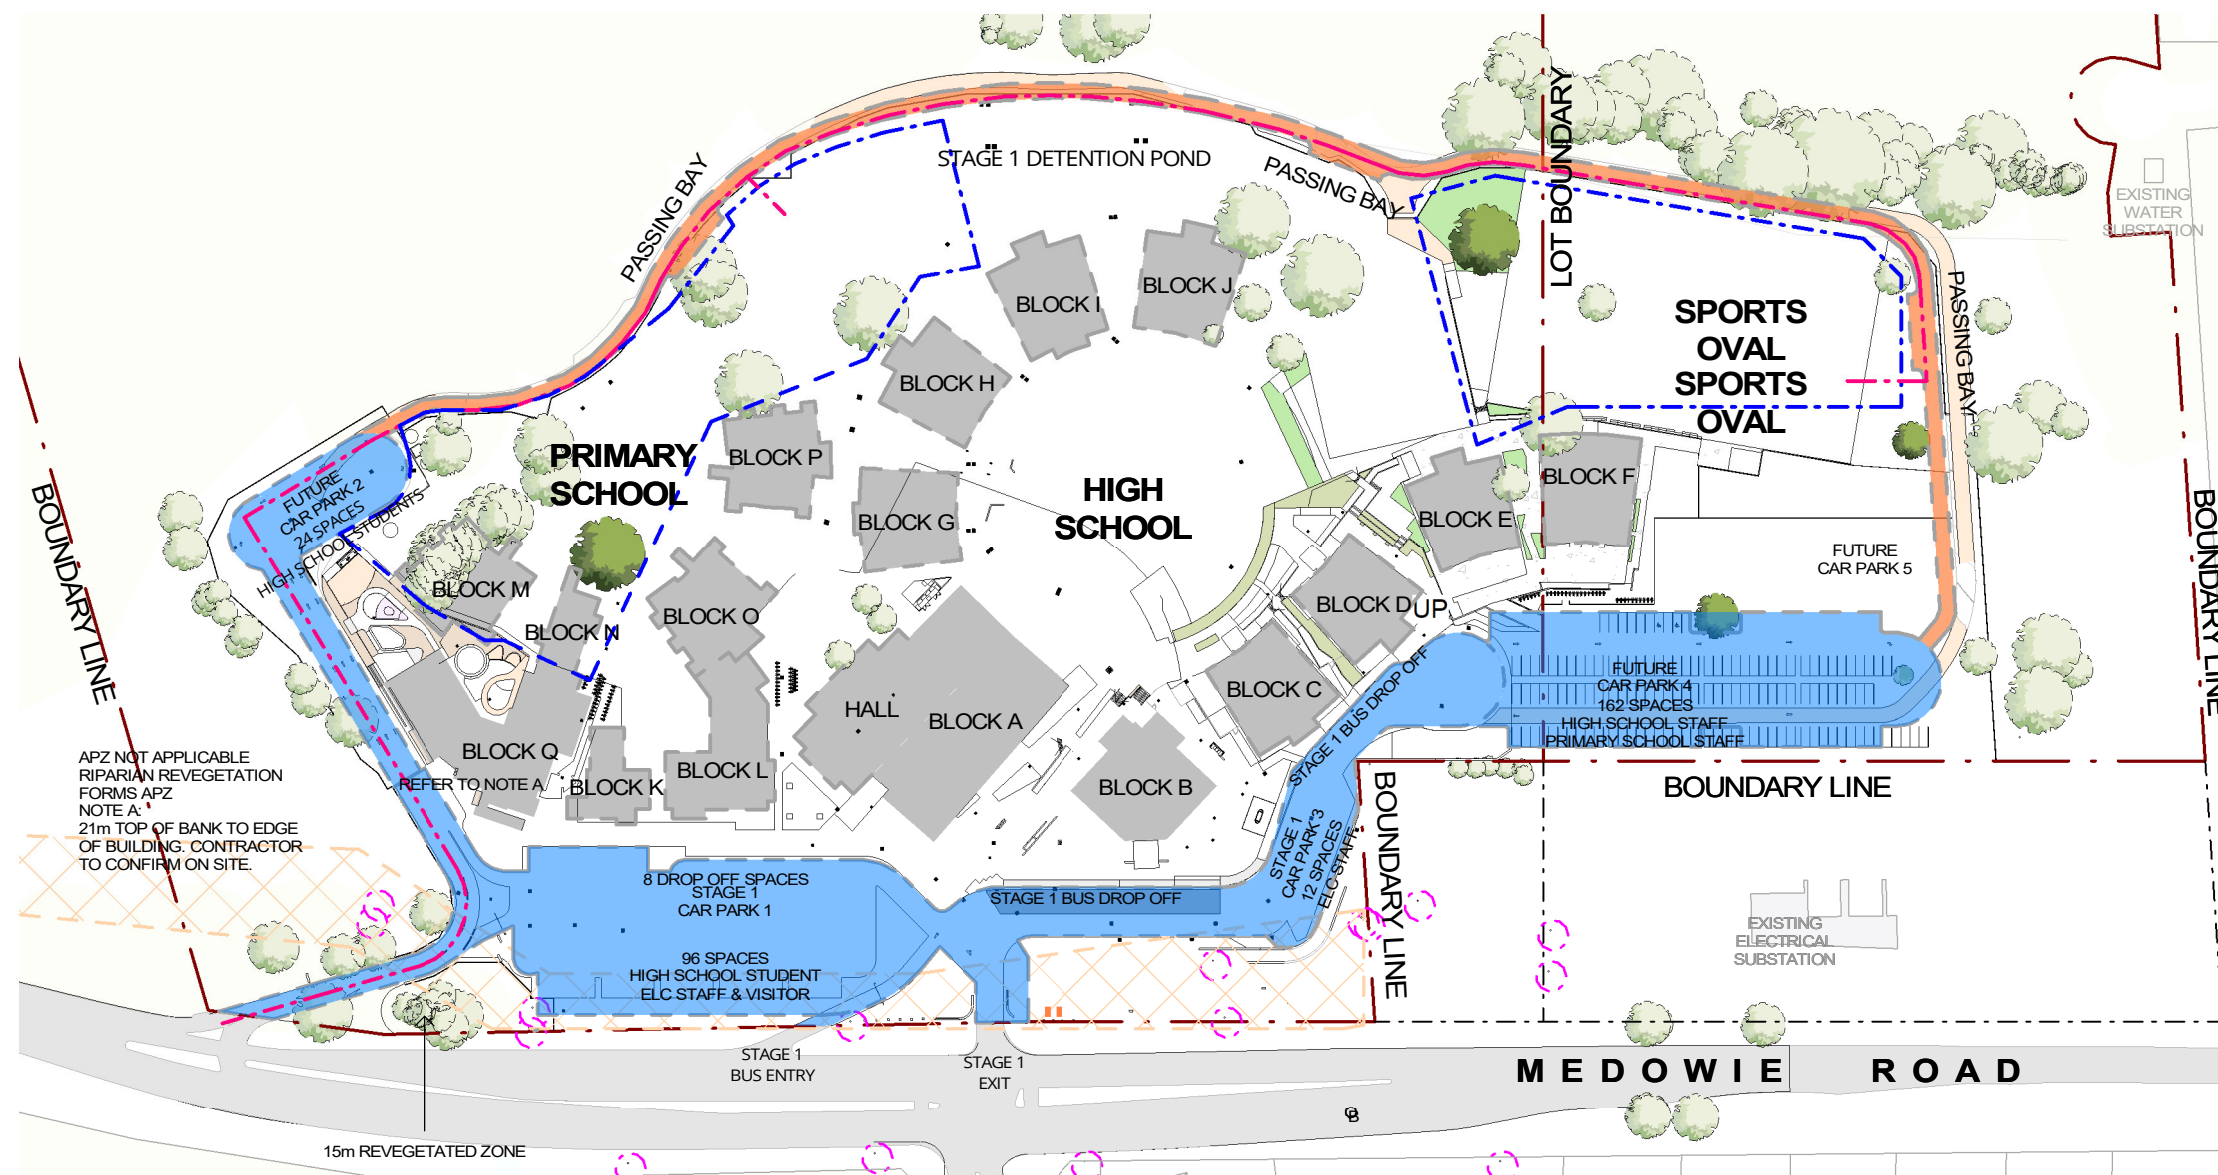 LOT BOUNDARY
PASSING BAY
STAGE 1 DETENTION POND
PASSING BAY
EXISTING
WATER
SUBSTATION
BLOCK J
BLOCK I
PASSING BAY
SPORTS
OVAL
SPORTS
OVAL
BLOCK H
PRIMARY
SCHOOL
BLOCK P
HIGH
SCHOOL
BLOCK F
BLOCK G
BLOCK E
FUTURE
CAR PARK 2
24 SPACES
HIGH SCHOOL STUDENTS
BOUNDARY LINE
BOUNDARY LINE
FUTURE
CAR PARK 5
BLOCK M
BLOCK N
BLOCK O
BLOCK D
UP
FUTURE
CAR PARK 4
162 SPACES
HIGH SCHOOL STAFF
PRIMARY SCHOOL STAFF
BLOCK C
STAGE 1 BUS DROP OFF
HALL
BLOCK A
BLOCK Q
REFER TO NOTE A
BLOCK K
BLOCK L
BLOCK B
BOUNDARY LINE
BOUNDARY LINE
APZ NOT APPLICABLE
RIPARIAN REVEGETATION
FORMS APZ
NOTE A:
21m TOP OF BANK TO EDGE
OF BUILDING. CONTRACTOR
TO CONFIRM ON SITE.
STAGE 1
CAR PARK 3
12 SPACES
ELC STAFF
8 DROP OFF SPACES
STAGE 1
CAR PARK 1
STAGE 1 BUS DROP OFF
96 SPACES
HIGH SCHOOL STUDENT
ELC STAFF & VISITOR
EXISTING
ELECTRICAL
SUBSTATION
STAGE 1
BUS ENTRY
STAGE 1
EXIT
MEDOWIE ROAD
15m REVEGETATED ZONE